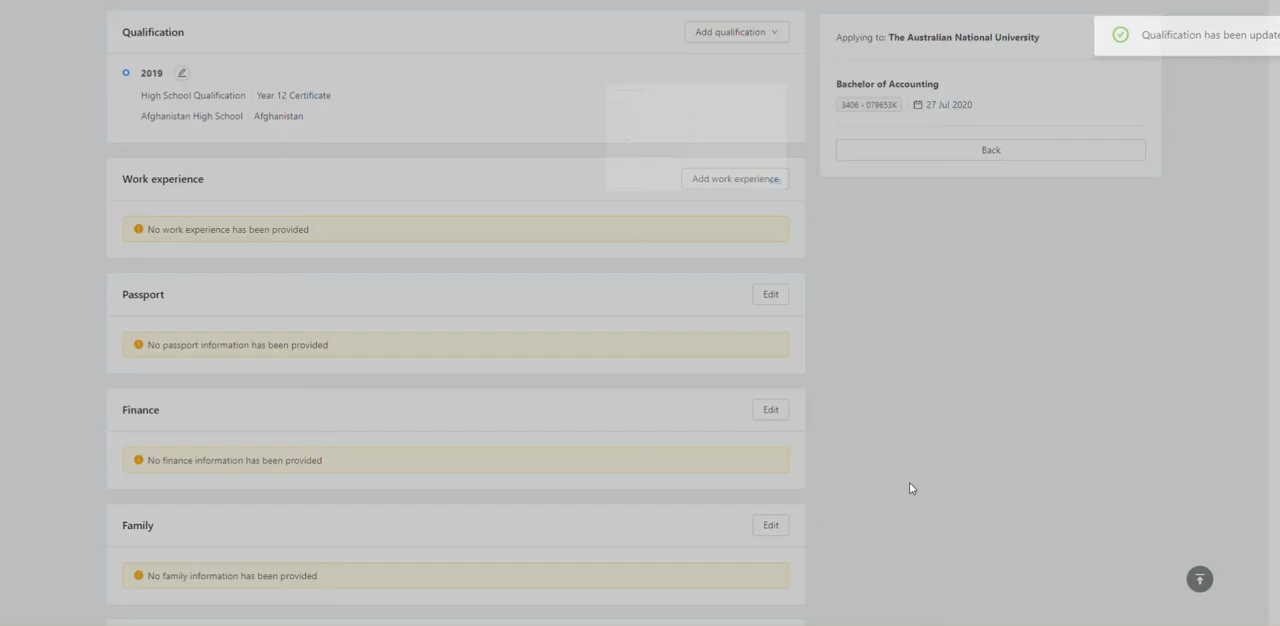 Qualification
Add qualification
2019
High School Qualification Year 12 Certificate
Afghanistan High School Afghanistan
Work experience
Add work experience
No work experience has been provided
Passport
Edit
No passport information has been provided
Finance
Edit
No finance information has been provided
Family
Edit
No family information has been provided
Applying to: The Australian National University
Bachelor of Accounting
3406 - 079653K 27 Jul 2020
Back
Qualification has been update